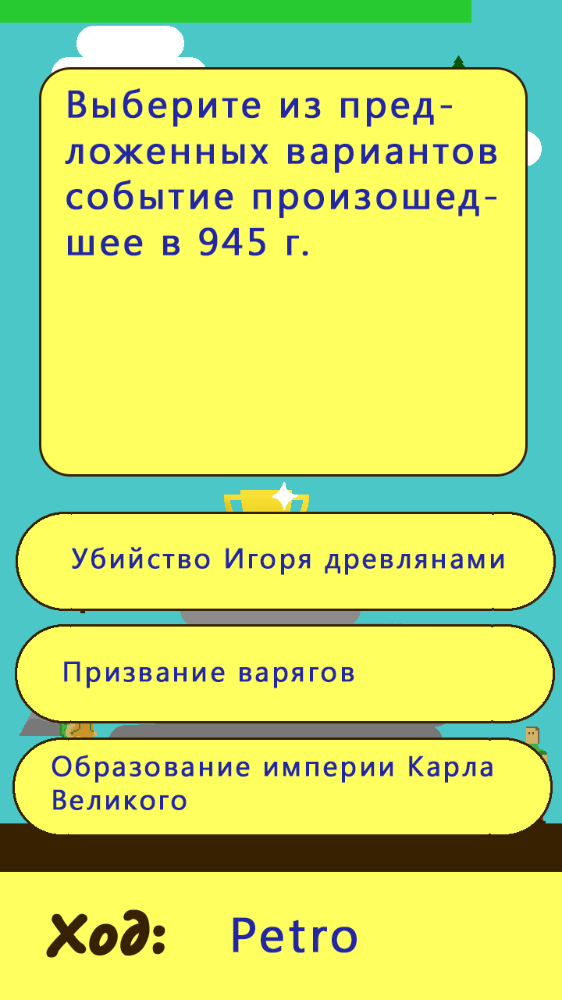 Выберите из пред-
ложенных вариантов
событие произошед-
шее в 945 г.
Убийство Игоря древлянами
Призвание варягов
Образование империи Карла
Великого
Ход: Petro